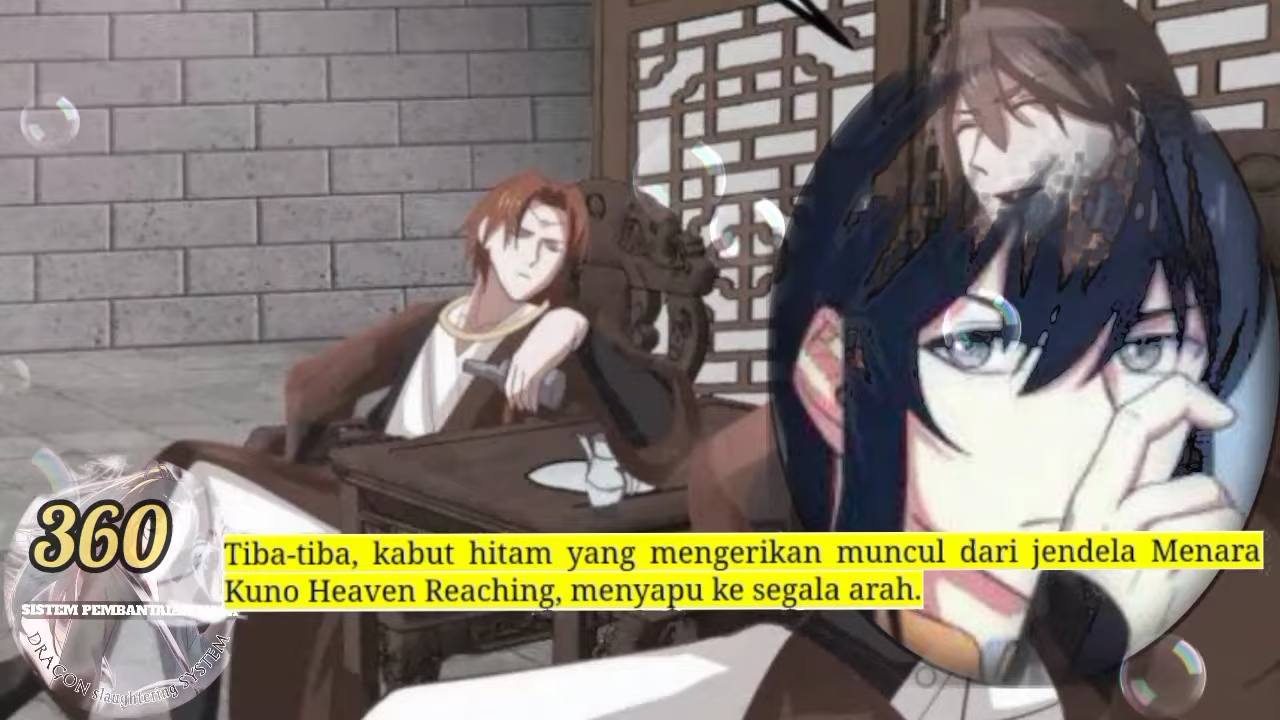 360
Tiba-tiba, kabut hitam yang mengerikan muncul dari jendela Menara
Kuno Heaven Reaching, menyapu ke segala arah.
SISTEM
DRAGON slaughtering SYSTEM